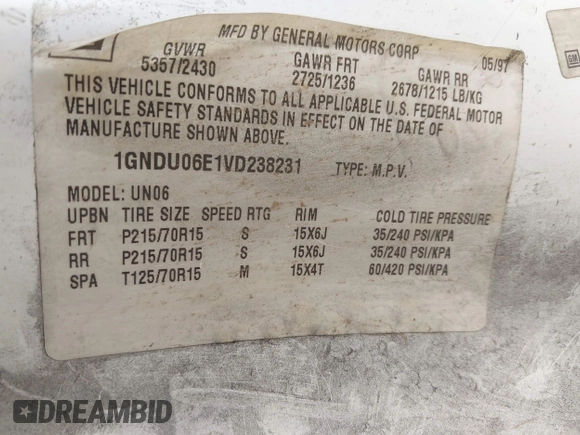 MFD BY GENERAL MOTORS CORP
GVWR GAWR FRT GAWR RR 05/97
5357/2430 2725/1236 2678/1215 LB/KG
THIS VEHICLE CONFORMS TO ALL APPLICABLE U.S. FEDERAL MOTOR
VEHICLE SAFETY STANDARDS IN EFFECT ON THE DATE OF
MANUFACTURE SHOWN ABOVE.
1GNDU06E1VD238231 TYPE: M.P.V.
MODEL: UN06
UPBN TIRE SIZE SPEED RTG RIM COLD TIRE PRESSURE
FRT P215/70R15 S 15X6J 35/240 PSI/KPA
RR P215/70R15 S 15X6J 35/240 PSI/KPA
SPA T125/70R15 M 15X4T 60/420 PSI/KPA
GM
DREAMBID